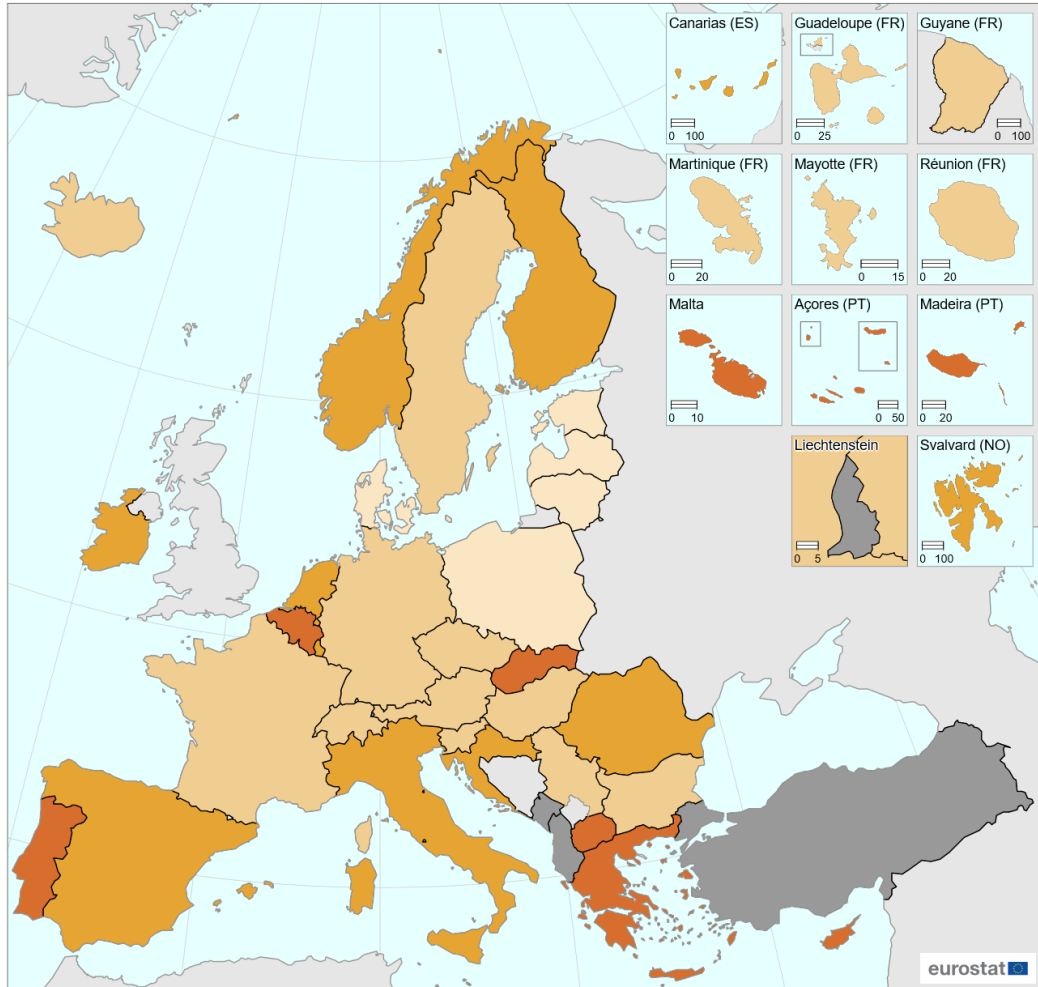 Canarias (ES)
0 100
Guadeloupe (FR)
0 25
Guyane (FR)
0 100
Martinique (FR)
0 20
Mayotte (FR)
0 15
Réunion (FR)
0 20
Malta
0 10
Açores (PT)
0 50
Madeira (PT)
0 20
Liechtenstein
0 5
Svalvard (NO)
0 100
eurostat